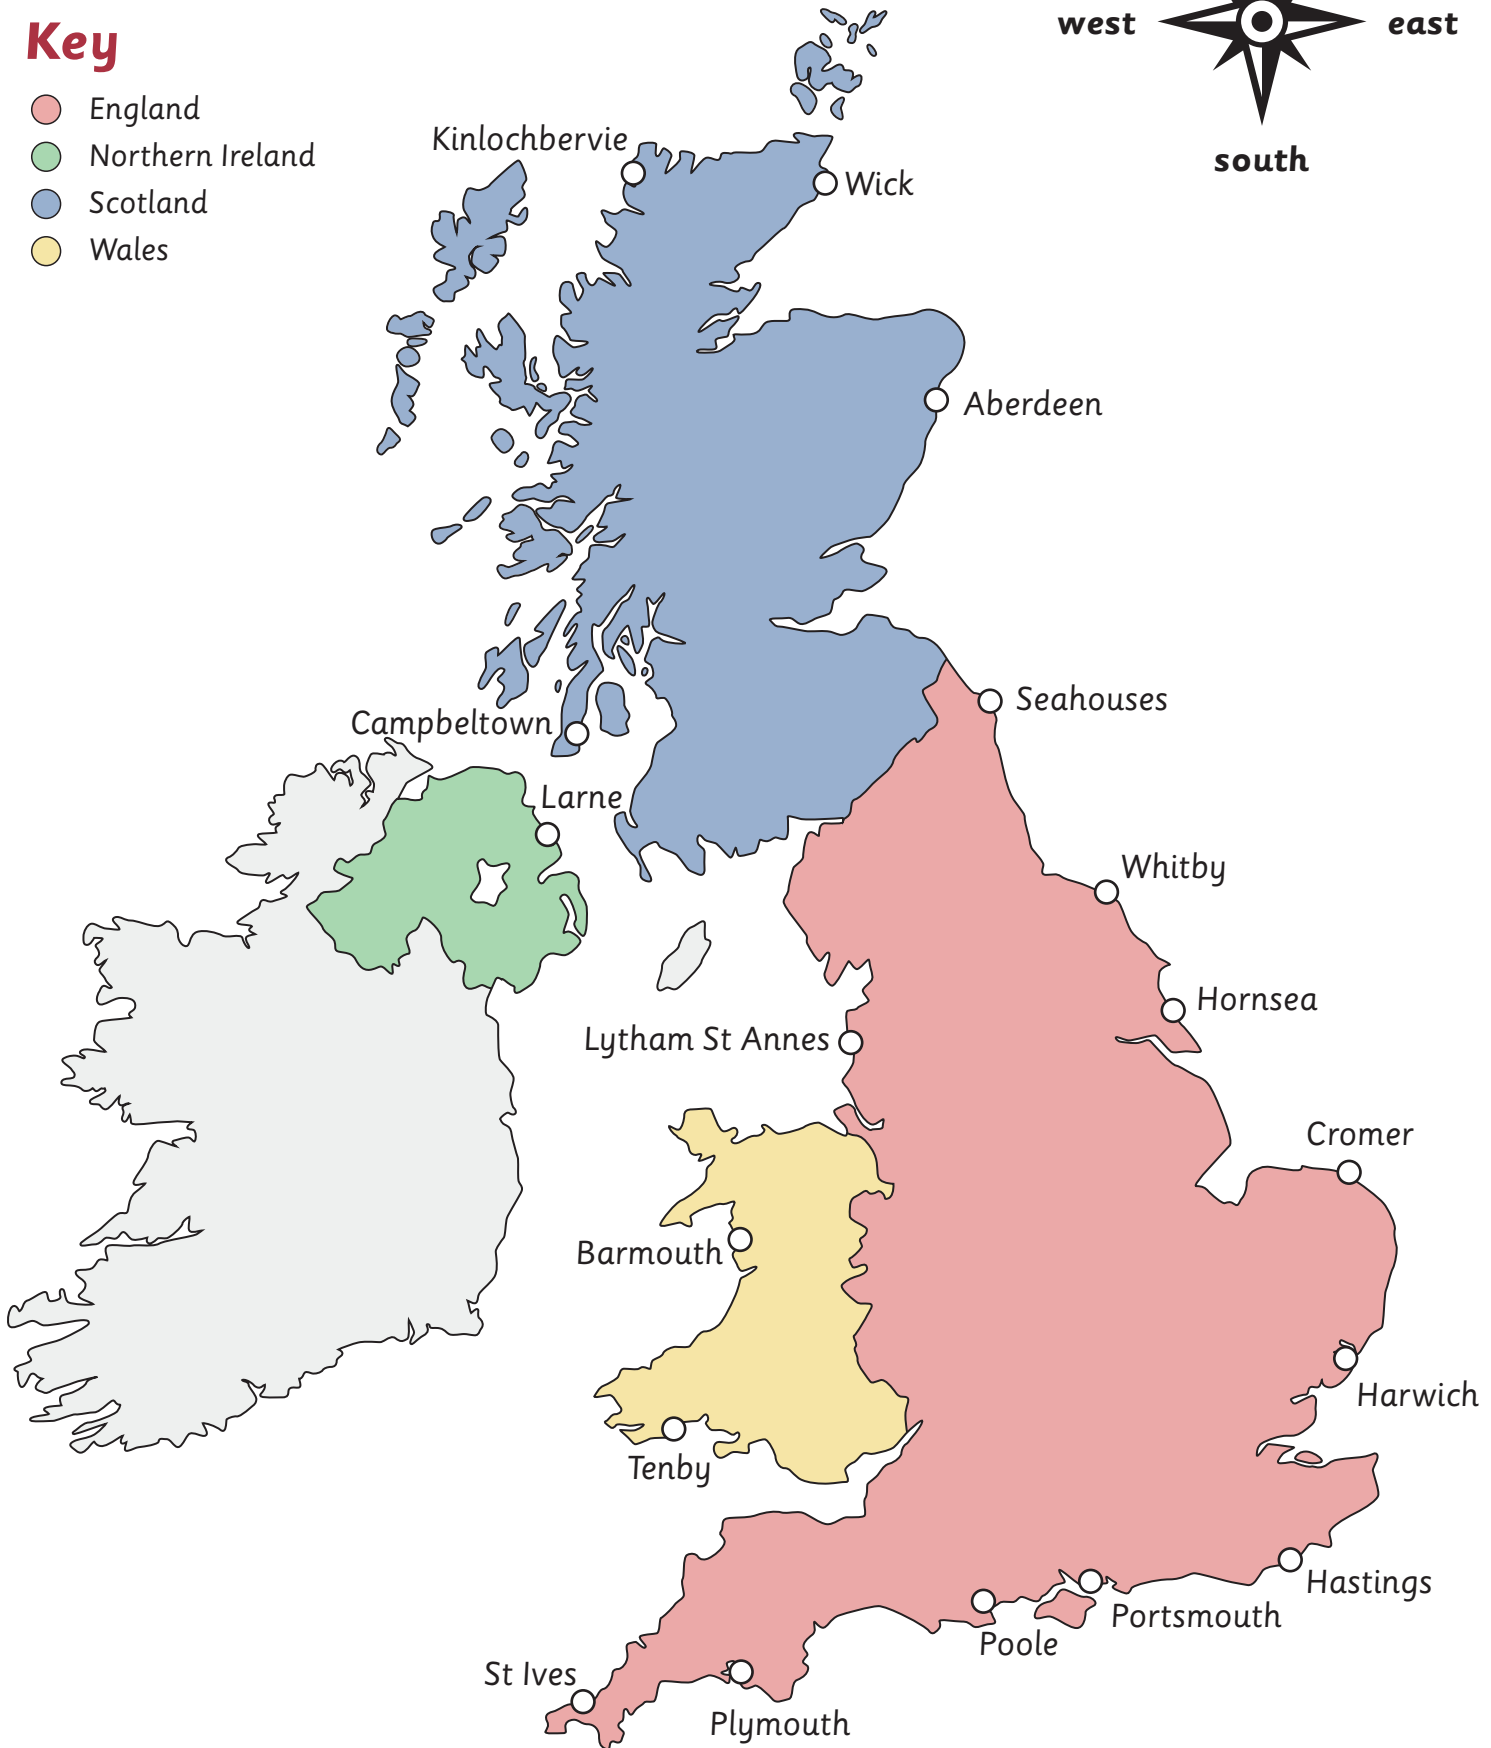 Key
England
Northern Ireland
Scotland
Wales
west
east
south
Kinlochbervie
Wick
Aberdeen
Seahouses
Campbeltown
Larne
Whitby
Hornsea
Lytham St Annes
Cromer
Barmouth
Harwich
Tenby
Hastings
Portsmouth
Poole
St Ives
Plymouth